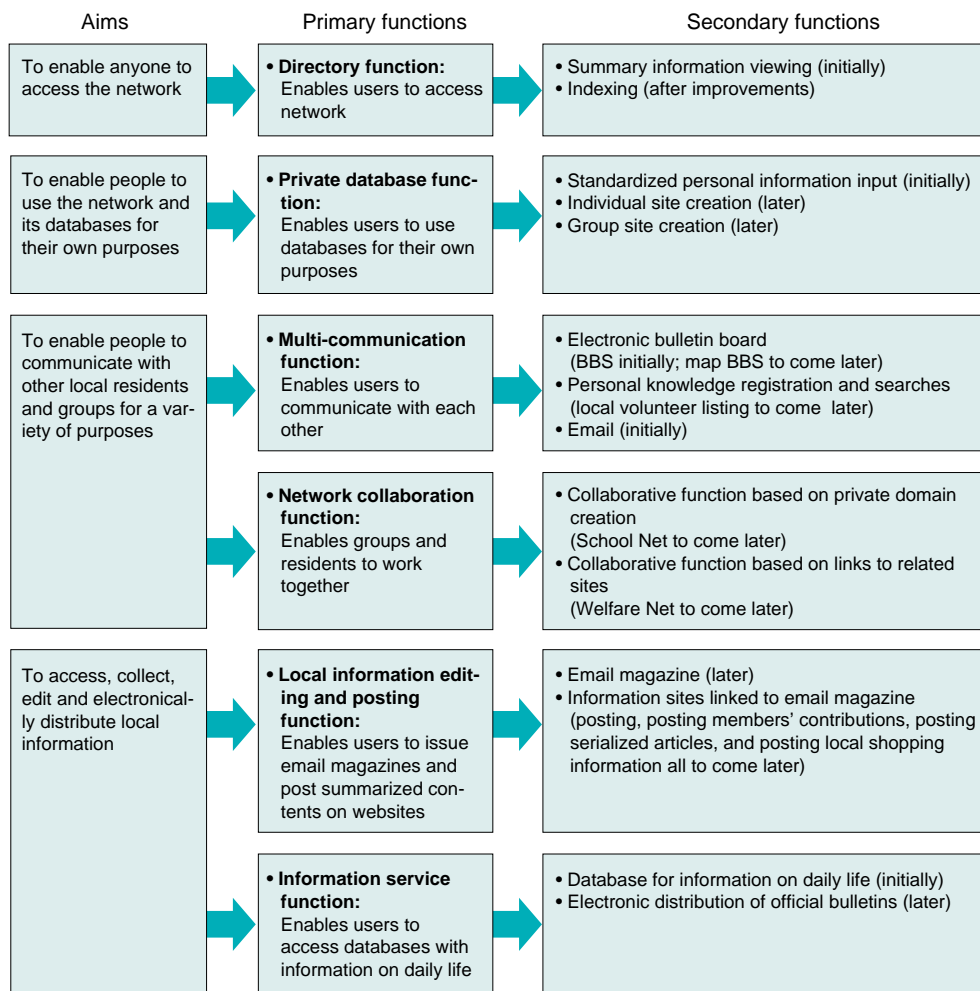 Aims
Primary functions
Secondary functions
To enable anyone to
access the network
• Directory function:
Enables users to access
network
• Summary information viewing (initially)
• Indexing (after improvements)
To enable people to
use the network and
its databases for
their own purposes
• Private database func-
tion:
Enables users to use
databases for their own
purposes
• Standardized personal information input (initially)
• Individual site creation (later)
• Group site creation (later)
To enable people to
communicate with
other local residents
and groups for a var-
iety of purposes
• Multi-communication
function:
Enables users to
communicate with each
other
• Electronic bulletin board
(BBS initially; map BBS to come later)
• Personal knowledge registration and searches
(local volunteer listing to come later)
• Email (initially)
• Network collaboration
function:
Enables groups and
residents to work
together
• Collaborative function based on private domain
creation
(School Net to come later)
• Collaborative function based on links to related
sites
(Welfare Net to come later)
To access, collect,
edit and electronical-
ly distribute local
information
• Local information edit-
ing and posting
function:
Enables users to issue
email magazines and
post summarized con-
tents on websites
• Email magazine (later)
• Information sites linked to email magazine
(posting, posting members’ contributions, posting
serialized articles, and posting local shopping
information all to come later)
• Information service
function:
Enables users to
access databases with
information on daily life
• Database for information on daily life (initially)
• Electronic distribution of official bulletins (later)